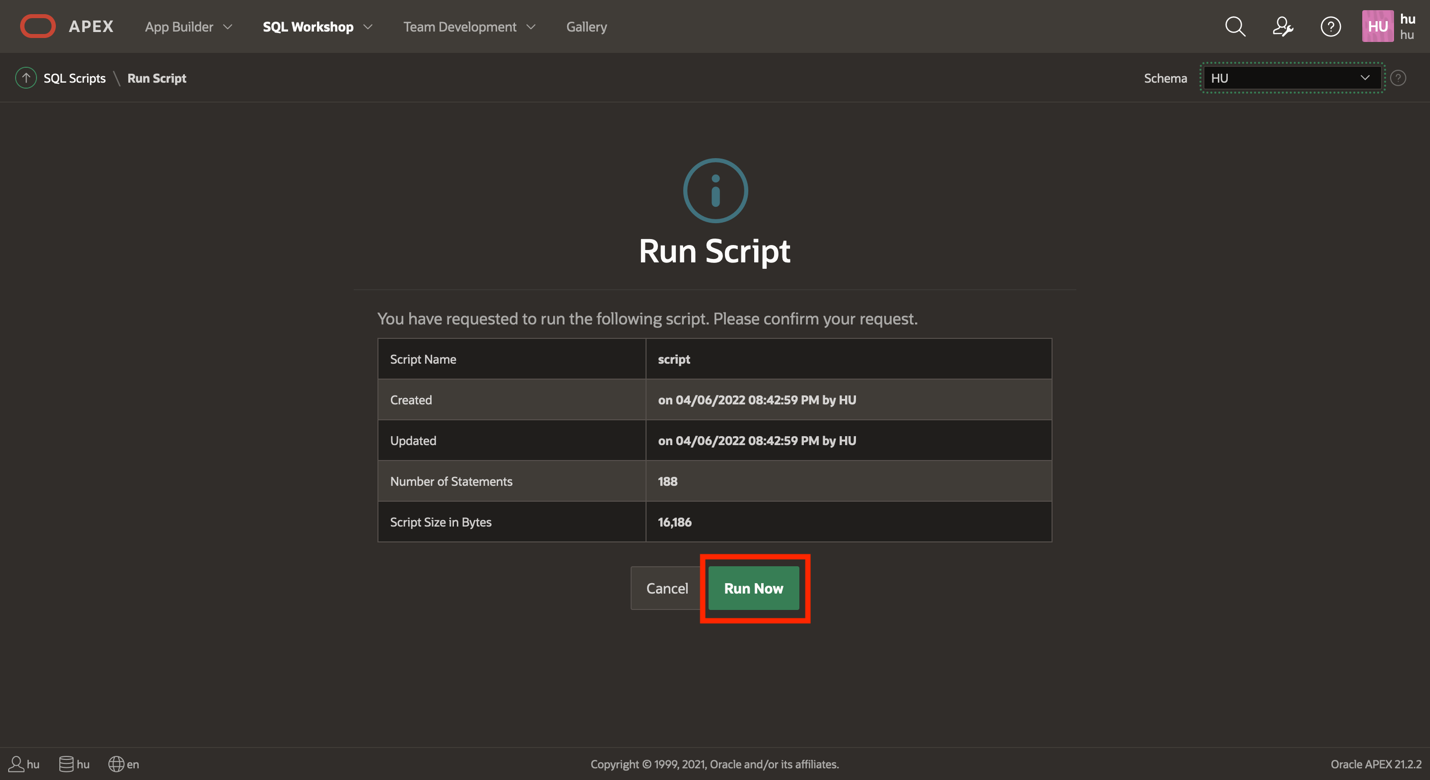 APEX App Builder SQL Workshop Team Development Gallery HU hu
hu
SQL Scripts \ Run Script Schema HU
Run Script
You have requested to run the following script. Please confirm your request.
Script Name script
Created on 04/06/2022 08:42:59 PM by HU
Updated on 04/06/2022 08:42:59 PM by HU
Number of Statements 188
Script Size in Bytes 16,186
Cancel Run Now
hu hu en Copyright © 1999, 2021, Oracle and/or its affiliates. Oracle APEX 21.2.2